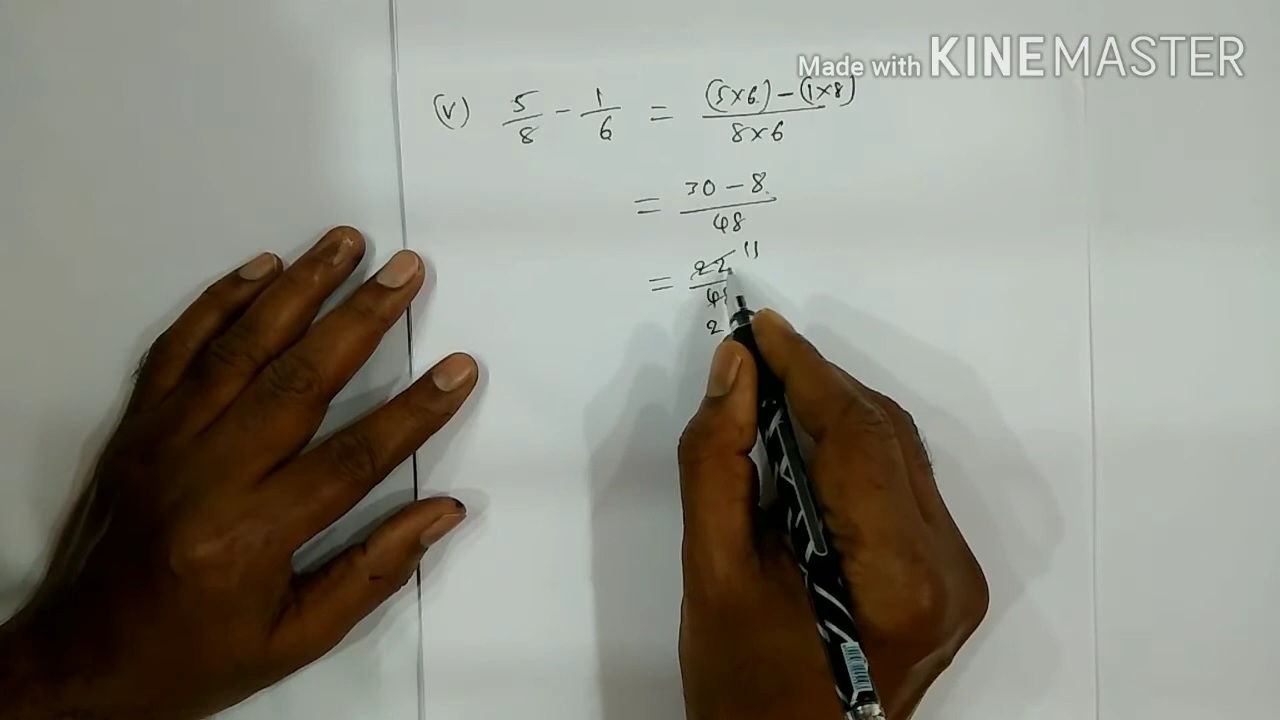 Made with KINEMASTER
(v) 5/8 - 1/6 = (5×6) - (1×8) / 8×6
= 30 - 8 / 48
= 22 11 / 48
2